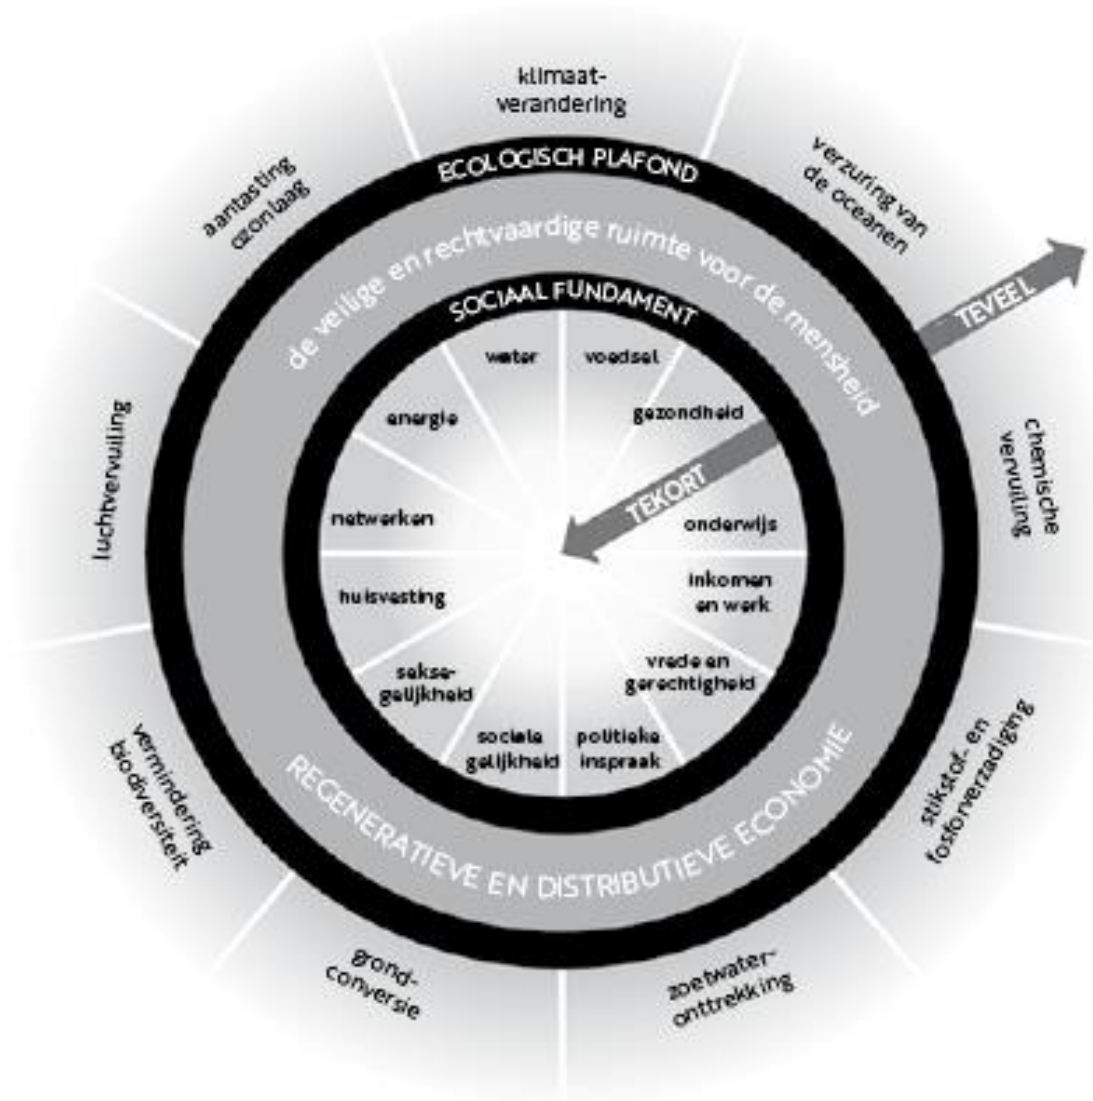 klimaat-
verandering
verzuring van
de oceanen
chemische
vervuiling
stikstof- en
fosforverzadiging
zoetwater-
onttrekking
grond-
conversie
vermindering
biodiversiteit
luchtvervuiling
aantasting
ozonlaag
ECOLOGISCH PLAFOND
de veilige en rechtvaardige ruimte voor de mensheid
SOCIAAL FUNDAMENT
TEVEEL
TEKORT
water
voedsel
gezondheid
onderwijs
inkomen
en werk
vrede en
gerechtigheid
politieke
inspraak
sociale
gelijkheid
sekse-
gelijkheid
huisvesting
netwerken
energie
REGENERATIEVE EN DISTRIBUTIEVE ECONOMIE